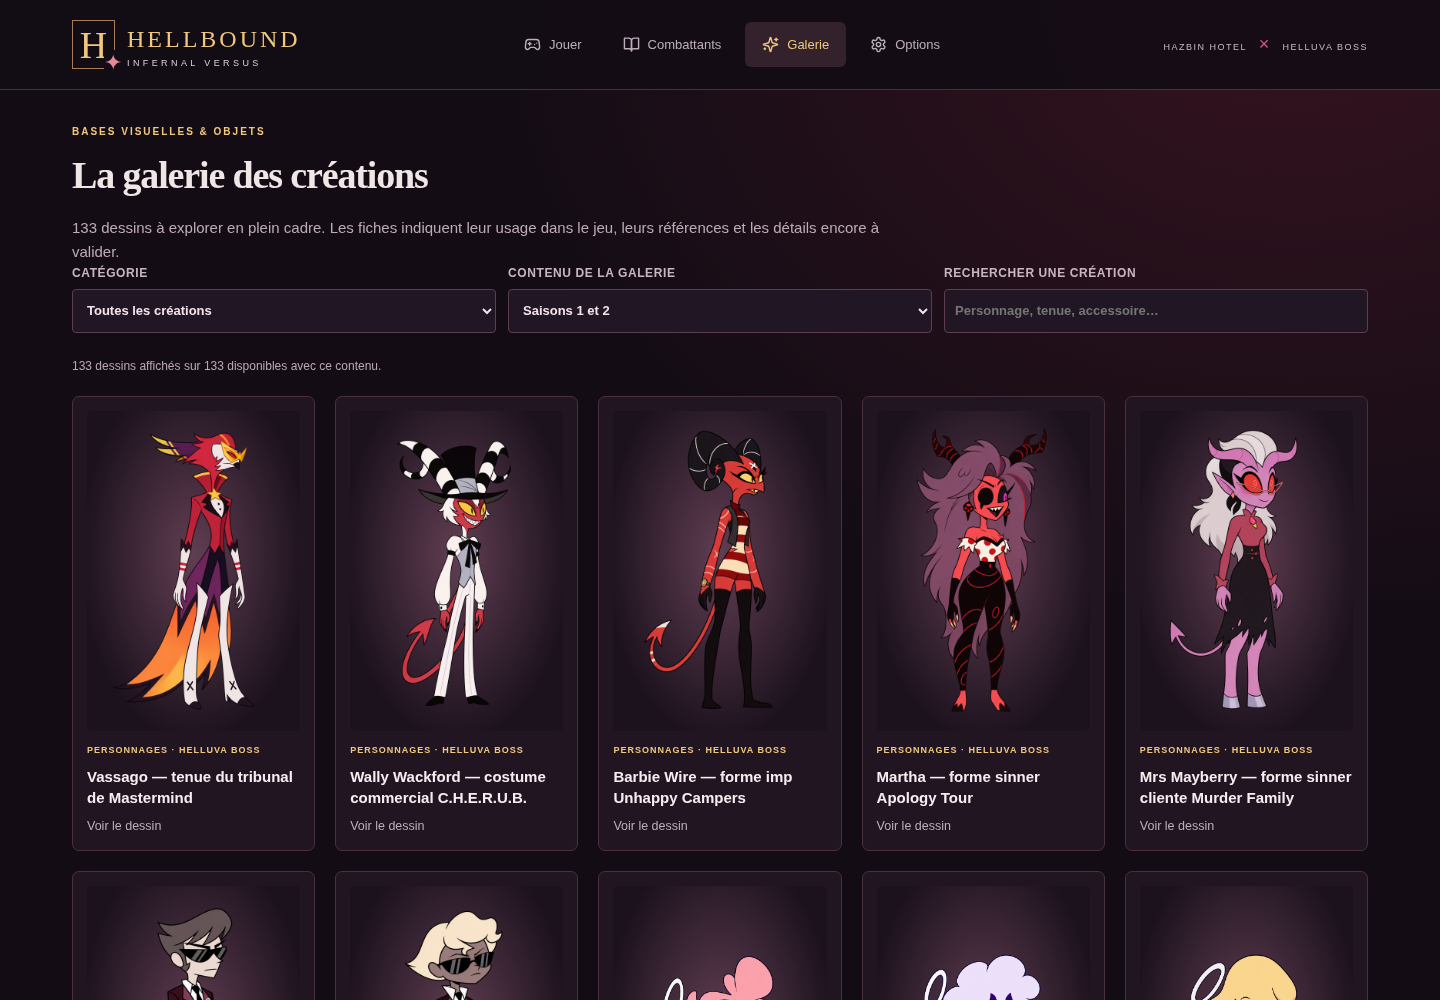 H
HELLBOUND
INFERNAL VERSUS
Jouer
Combattants
Galerie
Options
HAZBIN HOTEL × HELLUVA BOSS
BASES VISUELLES & OBJETS
La galerie des créations
133 dessins à explorer en plein cadre. Les fiches indiquent leur usage dans le jeu, leurs références et les détails encore à
valider.
CATÉGORIE
Toutes les créations
CONTENU DE LA GALERIE
Saisons 1 et 2
RECHERCHER UNE CRÉATION
Personnage, tenue, accessoire…
133 dessins affichés sur 133 disponibles avec ce contenu.
PERSONNAGES · HELLUVA BOSS
Vassago — tenue du tribunal
de Mastermind
Voir le dessin
PERSONNAGES · HELLUVA BOSS
Wally Wackford — costume
commercial C.H.E.R.U.B.
Voir le dessin
PERSONNAGES · HELLUVA BOSS
Barbie Wire — forme imp
Unhappy Campers
Voir le dessin
PERSONNAGES · HELLUVA BOSS
Martha — forme sinner
Apology Tour
Voir le dessin
PERSONNAGES · HELLUVA BOSS
Mrs Mayberry — forme sinner
cliente Murder Family
Voir le dessin